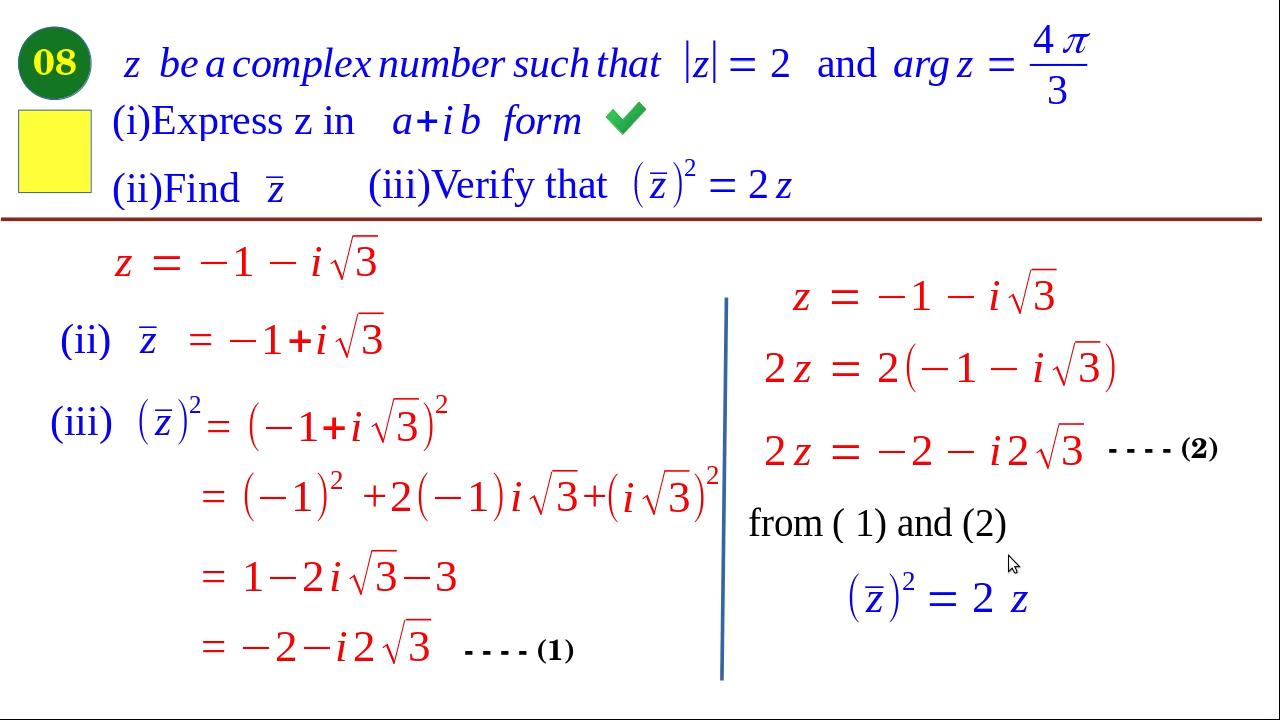 08
z be a complex number such that |z| = 2 and arg z = 4π/3
(i)Express z in a+ib form
(ii)Find z̅ (iii)Verify that (z̅)² = 2z
z = −1 − i√3
(ii) z̅ = −1+i√3
(iii) (z̅)² = (−1+i√3)²
= (−1)² +2(−1)i√3+(i√3)²
= 1−2i√3−3
= −2−i2√3 ----(1)
z = −1 − i√3
2z = 2(−1 − i√3)
2z = −2 − i2√3 ----(2)
from ( 1) and (2)
(z̅)² = 2 z